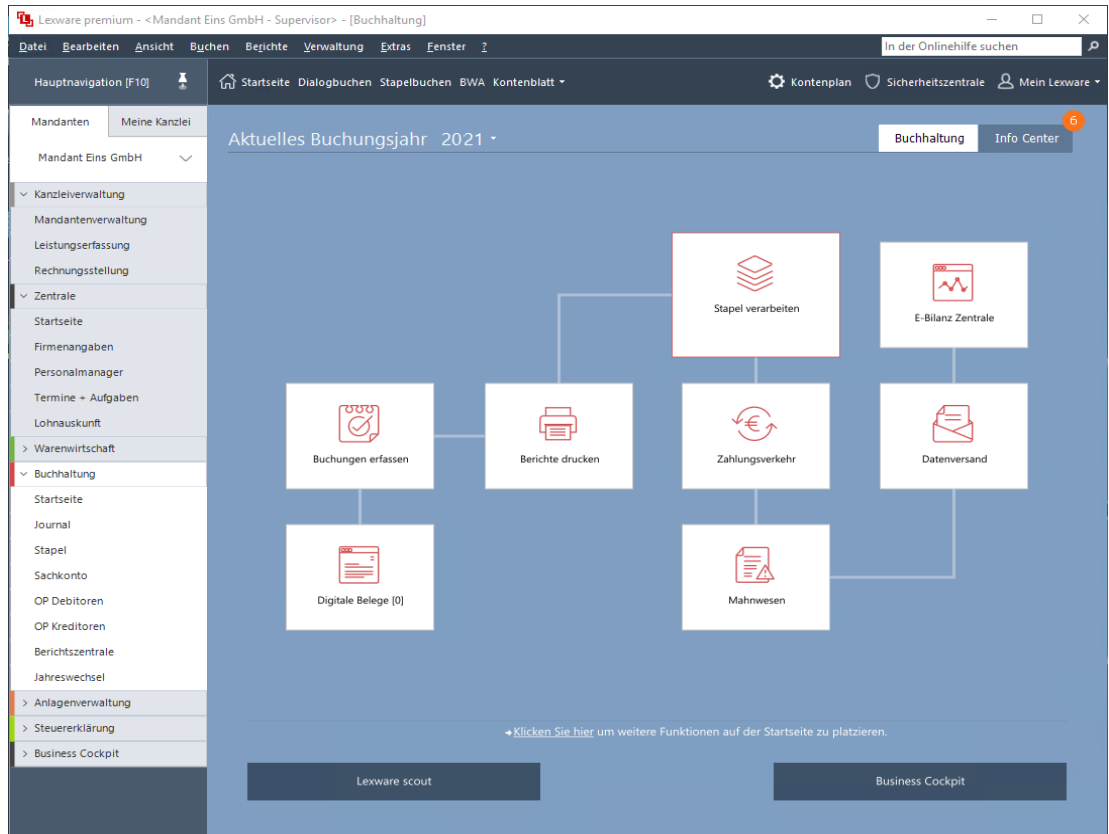 Lexware premium - <Mandant Eins GmbH - Supervisor> - [Buchhaltung]
Datei Bearbeiten Ansicht Buchen Berichte Verwaltung Extras Fenster ?
In der Onlinehilfe suchen
Hauptnavigation [F10]
Startseite Dialogbuchen Stapelbuchen BWA Kontenblatt
Kontenplan Sicherheitszentrale Mein Lexware
Mandanten Meine Kanzlei
Mandant Eins GmbH
Kanzleiverwaltung
Mandantenverwaltung
Leistungserfassung
Rechnungsstellung
Zentrale
Startseite
Firmenangaben
Personalmanager
Termine + Aufgaben
Lohnauskunft
Warenwirtschaft
Buchhaltung
Startseite
Journal
Stapel
Sachkonto
OP Debitoren
OP Kreditoren
Berichtszentrale
Jahreswechsel
Anlagenverwaltung
Steuererklärung
Business Cockpit
Aktuelles Buchungsjahr 2021
Buchhaltung Info Center 6
Stapel verarbeiten
E-Bilanz Zentrale
Buchungen erfassen
Berichte drucken
Zahlungsverkehr
Datenversand
Digitale Belege [0]
Mahnwesen
Klicken Sie hier um weitere Funktionen auf der Startseite zu platzieren.
Lexware scout
Business Cockpit